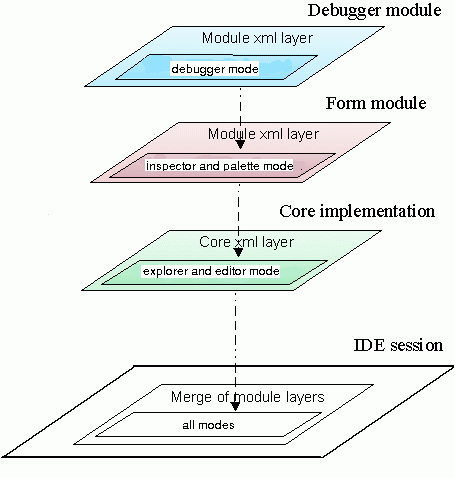 Debugger module
Module xml layer
debugger mode
Form module
Module xml layer
inspector and palette mode
Core implementation
Core xml layer
explorer and editor mode
IDE session
Merge of module layers
all modes